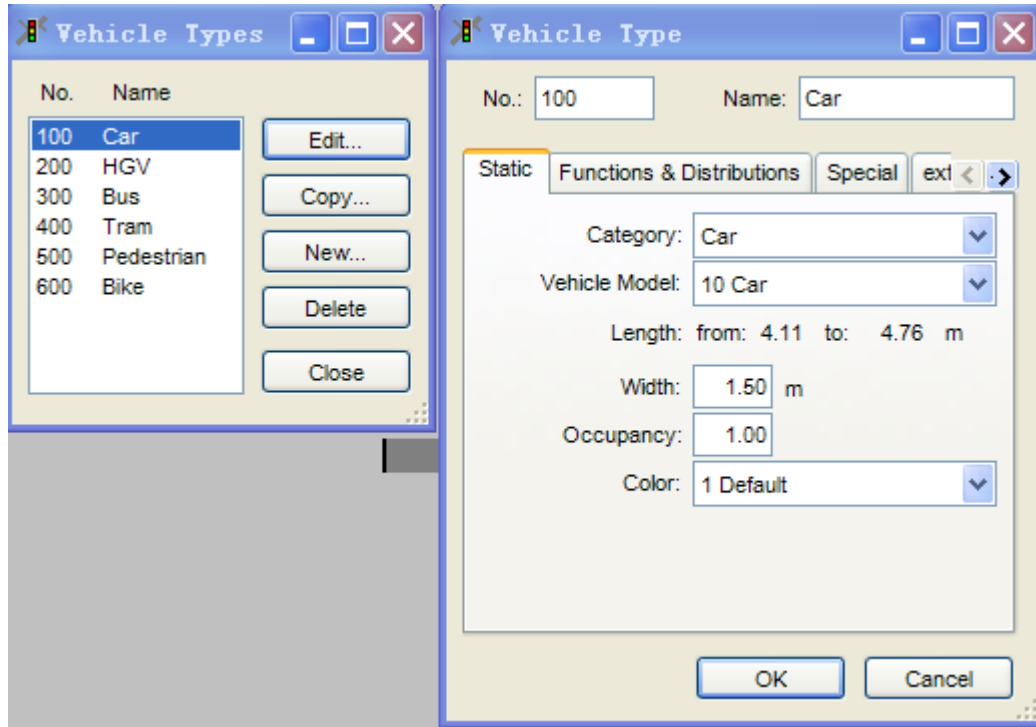 Vehicle Types
No. Name
100 Car
200 HGV
300 Bus
400 Tram
500 Pedestrian
600 Bike
Edit...
Copy...
New...
Delete
Close
Vehicle Type
No.: 100 Name: Car
Static Functions & Distributions Special ext
Category: Car
Vehicle Model: 10 Car
Length: from: 4.11 to: 4.76 m
Width: 1.50 m
Occupancy: 1.00
Color: 1 Default
OK Cancel